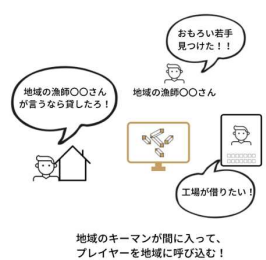 おもろい若手
見つけた！！
地域の漁師〇〇さん
地域の漁師〇〇さん
が言うなら貸したろ！
工場が借りたい！
地域のキーマンが間に入って、
プレイヤーを地域に呼び込む！